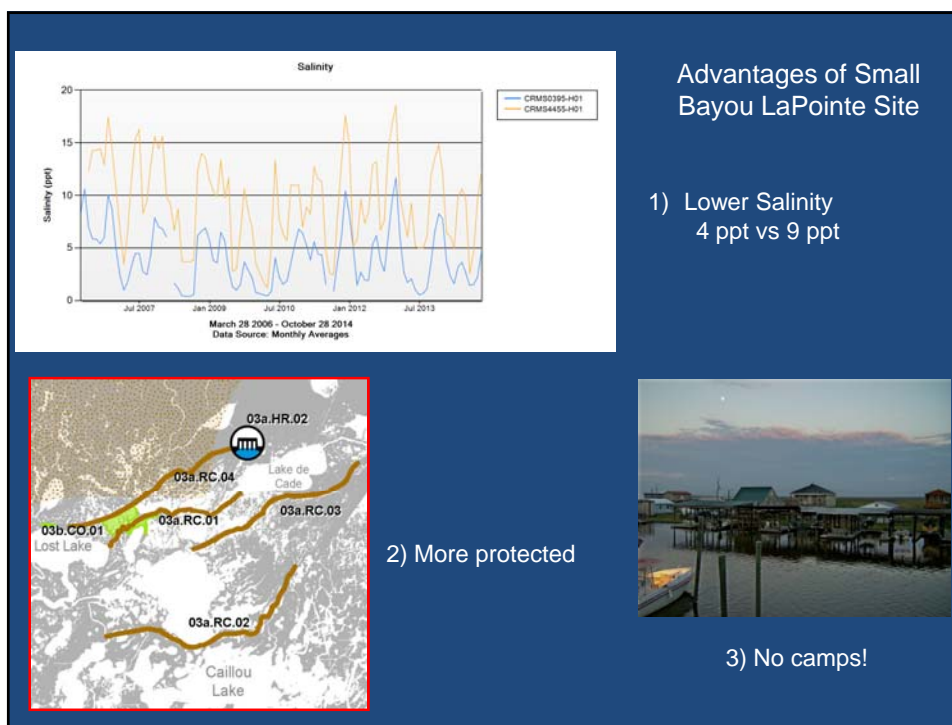 Salinity
20
15
10
5
0
Salinity (ppt)
CRMS0395-H01
CRMS4455-H01
Jul 2007
Jan 2009
Jul 2010
Jan 2012
Jul 2013
March 28 2006 - October 28 2014
Data Source: Monthly Averages
Advantages of Small
Bayou LaPointe Site
1) Lower Salinity
4 ppt vs 9 ppt
03a.HR.02
Lake de
Cade
03a.RC.04
03a.RC.01
03a.RC.03
03b.CO.01
Lost Lake
03a.RC.02
Caillou
Lake
2) More protected
3) No camps!